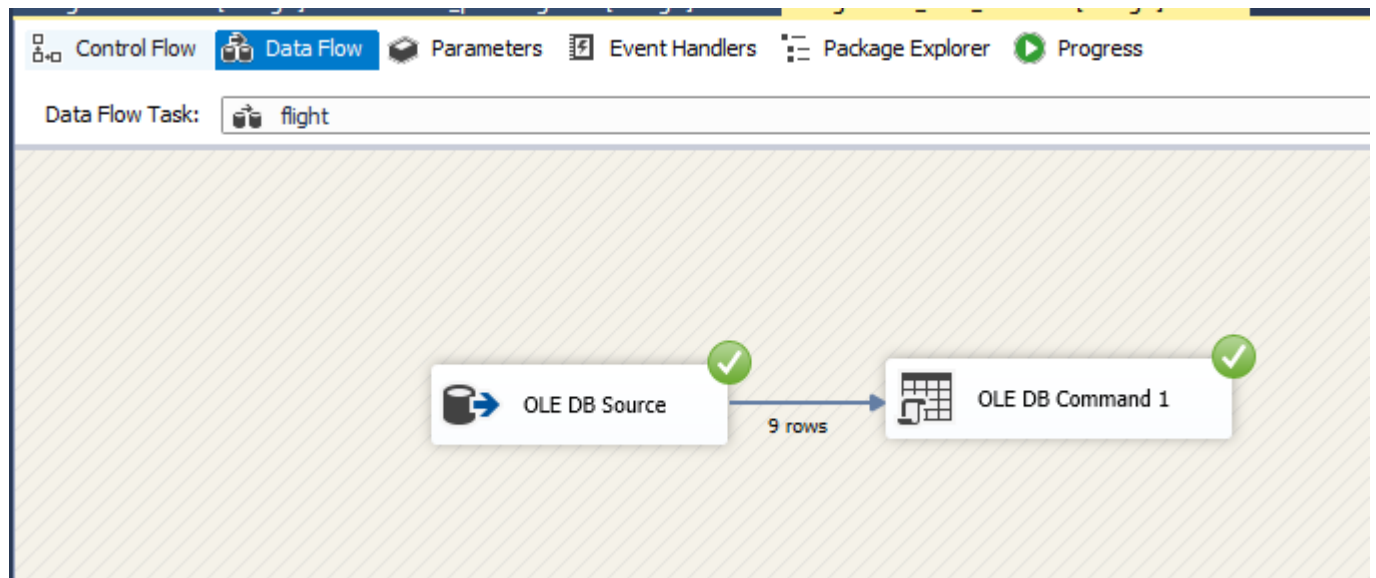 Control Flow Data Flow Parameters Event Handlers Package Explorer Progress
Data Flow Task: flight
OLE DB Source
9 rows
OLE DB Command 1